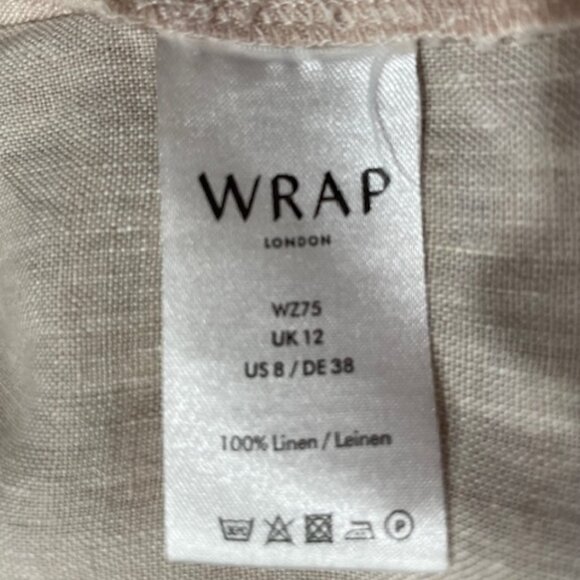 WRAP
LONDON
WZ75
UK 12
US 8 / DE 38
100% Linen / Leinen
P